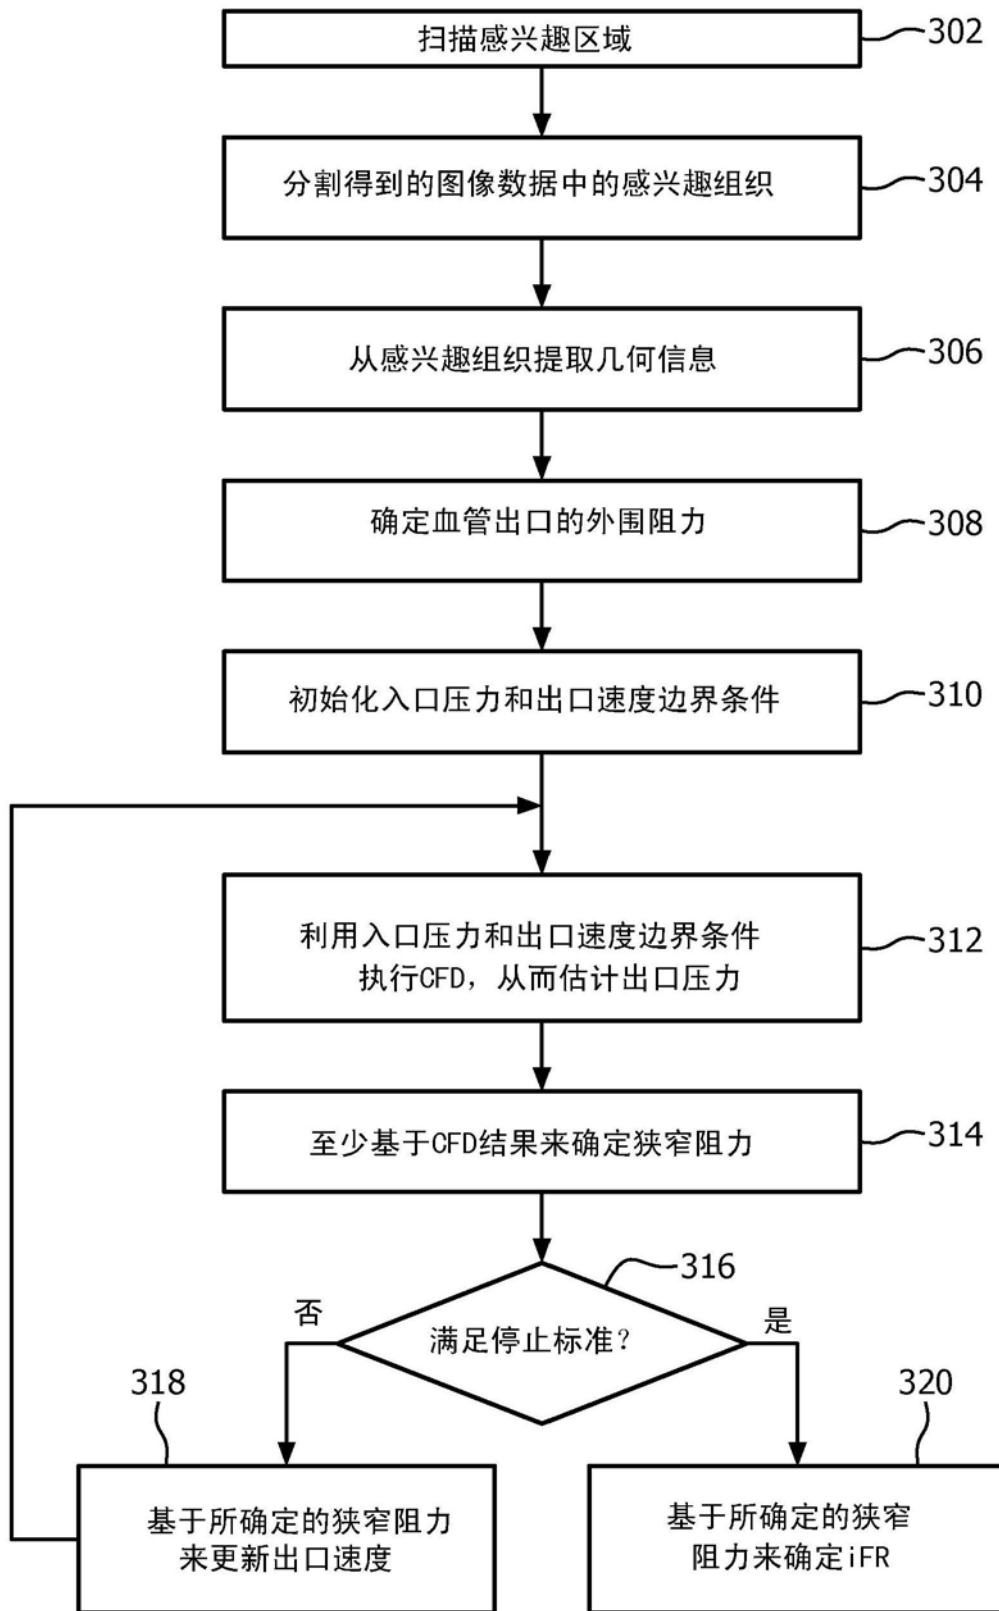 扫描感兴趣区域
302
分割得到的图像数据中的感兴趣组织
304
从感兴趣组织提取几何信息
306
确定血管出口的外围阻力
308
初始化入口压力和出口速度边界条件
310
利用入口压力和出口速度边界条件
执行CFD，从而估计出口压力
312
至少基于CFD结果来确定狭窄阻力
314
316
否
满足停止标准？
是
318
320
基于所确定的狭窄阻力
来更新出口速度
基于所确定的狭窄
阻力来确定iFR